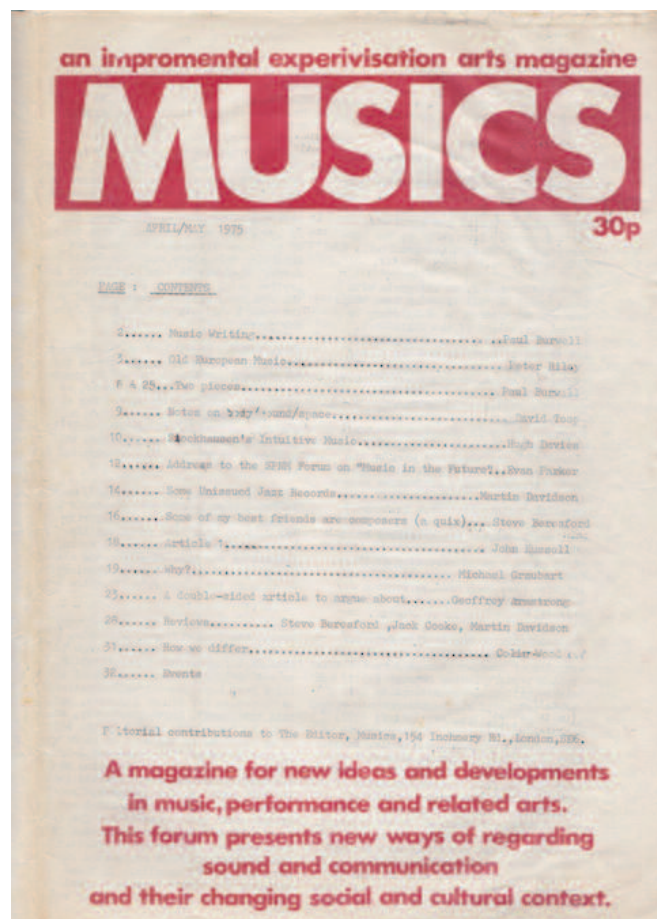 an impromental experivisation arts magazine
MUSICS
30p
APRIL/MAY 1975
PAGE : CONTENTS
2...... Music Writing.......................................Paul Burwell
3...... Old European Music..................................Peter Riley
& 25...Two pieces......................................... Paul Burwell
9...... Notes on body/sound/space............................David Toop
10...... Stockhausen's Intuitive Music.......................Hugh Davies
12...... Address to the SPNM Forum on "Music in the Future?..Evan Parker
14...... Some Unissued Jazz Records......................Martin Davidson
16......Some of my best friends are composers (a quiz)... Steve Beresford
18...... Article 1........................................ John Russell
19...... Why?.......................................... Michael Graubart
23...... A double-sided article to argue about.......Geoffrey Armstrong
28...... Reviews.......... Steve Beresford ,Jack Cooke, Martin Davidson
31...... How we differ................................... Colin Wood
32...... Events
Editorial contributions to The Editor, Musics,154 Inchmery Rd.,London,SE6.
A magazine for new ideas and developments
in music, performance and related arts.
This forum presents new ways of regarding
sound and communication
and their changing social and cultural context.